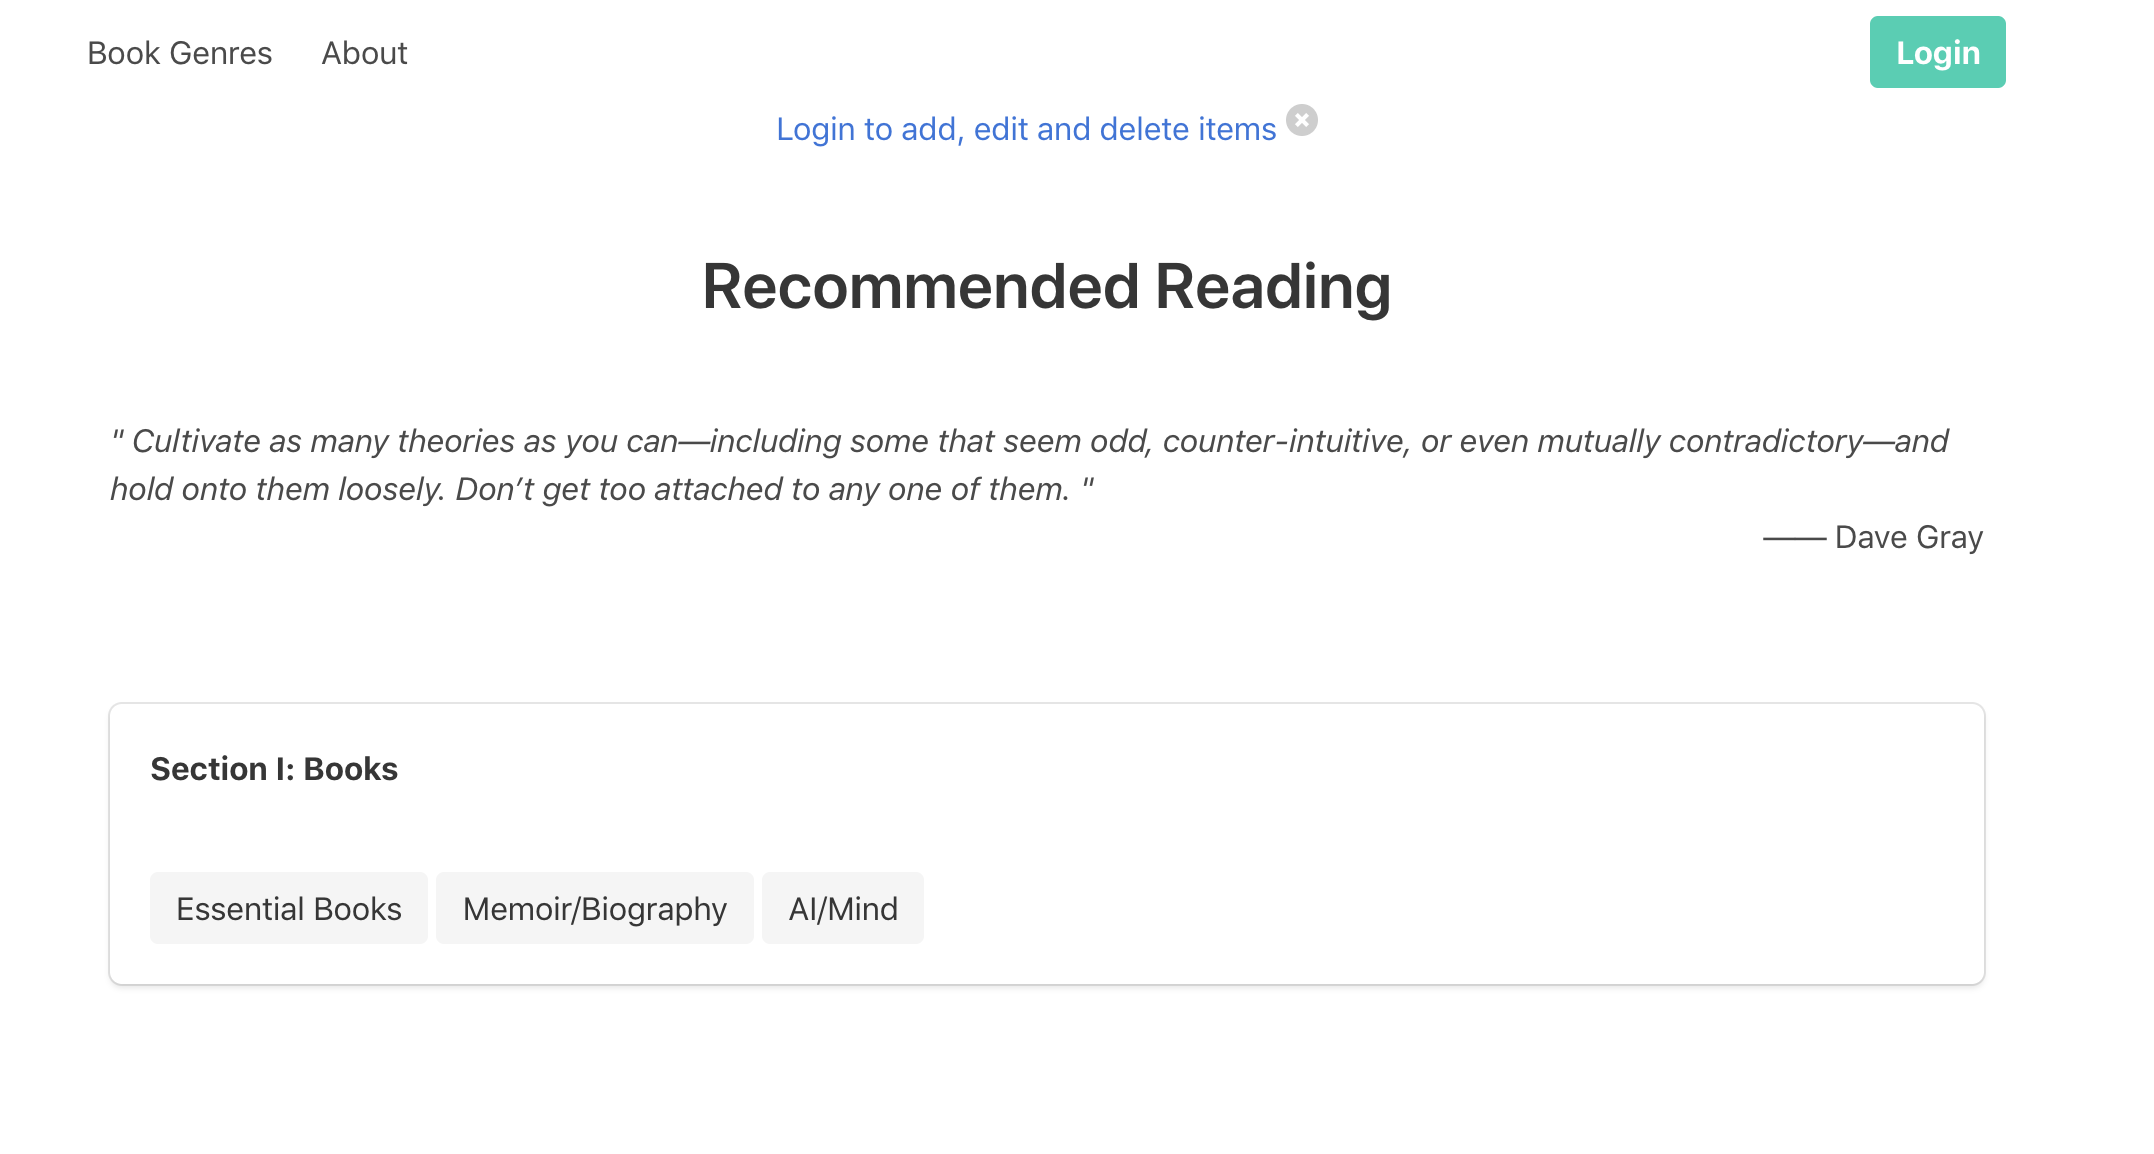 Book Genres About Login
Login to add, edit and delete items
Recommended Reading
" Cultivate as many theories as you can—including some that seem odd, counter-intuitive, or even mutually contradictory—and
hold onto them loosely. Don’t get too attached to any one of them. "
—— Dave Gray
Section I: Books
Essential Books Memoir/Biography AI/Mind